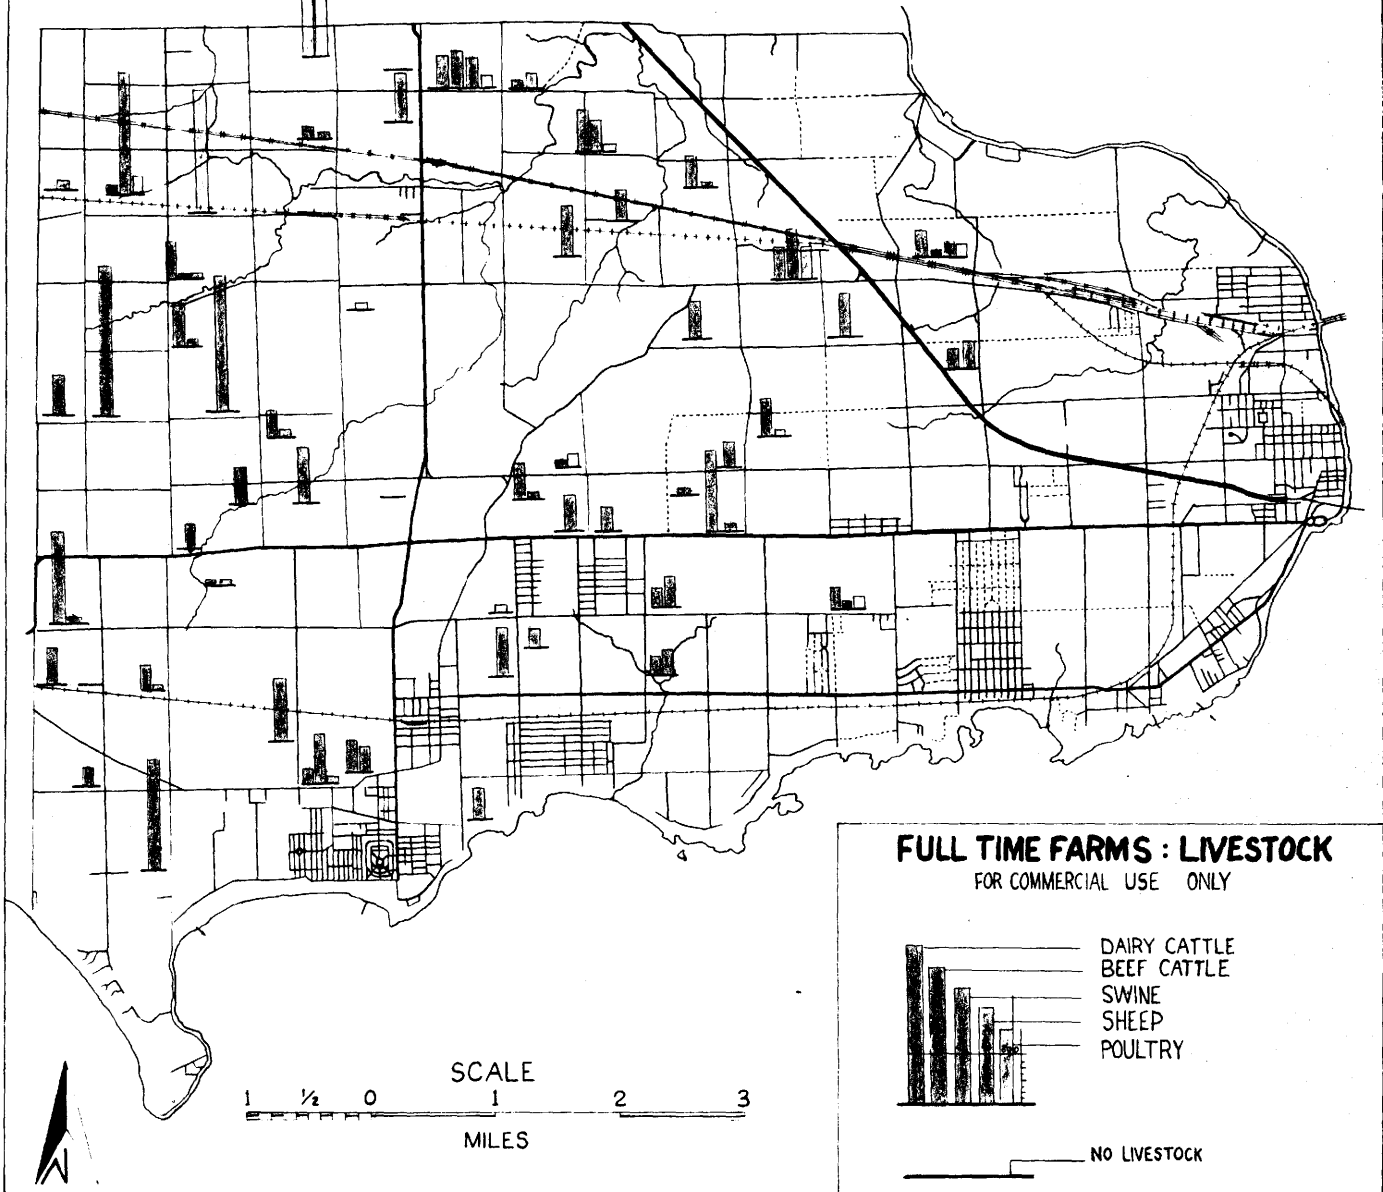 FULL TIME FARMS : LIVESTOCK
FOR COMMERCIAL USE ONLY
DAIRY CATTLE
BEEF CATTLE
SWINE
SHEEP
POULTRY
NO LIVESTOCK
SCALE
1 ½ 0 1 2 3
MILES
N